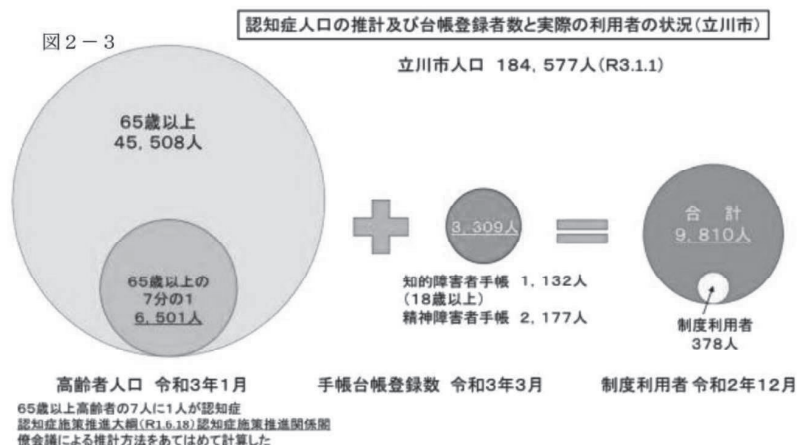 認知症人口の推計及び台帳登録者数と実際の利用者の状況(立川市)
図2-3
立川市人口 184,577人(R3.1.1)
65歳以上
45,508人
65歳以上の
7分の1
6,501人
3,309人
知的障害者手帳 1,132人
(18歳以上)
精神障害者手帳 2,177人
合 計
9,810人
制度利用者
378人
高齢者人口 令和3年1月
手帳台帳登録数 令和3年3月
制度利用者 令和2年12月
65歳以上高齢者の7人に1人が認知症
認知症施策推進大綱(R1.6.18)認知症施策推進関係閣
僚会議による推計方法をあてはめて計算した